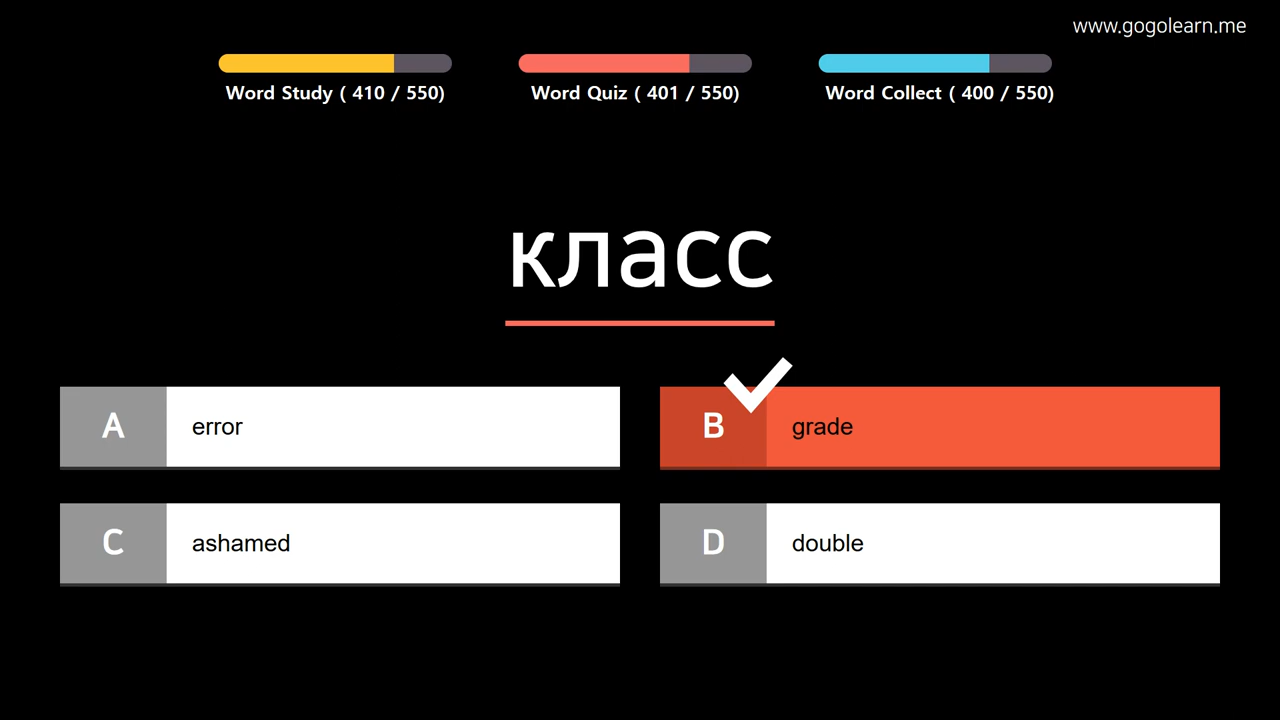 www.gogolearn.me
Word Study ( 410 / 550)
Word Quiz ( 401 / 550)
Word Collect ( 400 / 550)
класс
A error
B grade
C ashamed
D double